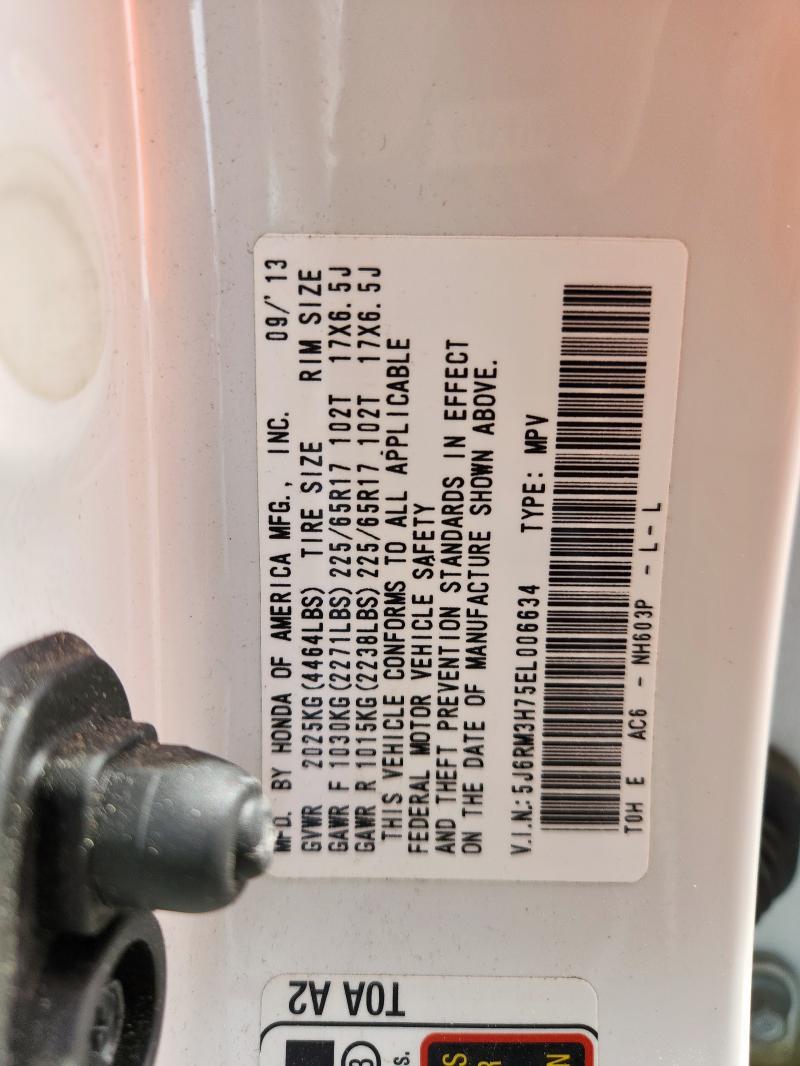 MFD. BY HONDA OF AMERICA MFG., INC. 09/'13
GVWR 2025KG(4464LBS) TIRE SIZE RIM SIZE
GAWR F 1030KG(2271LBS) 225/65R17 102T 17X6.5J
GAWR R 1015KG(2238LBS) 225/65R17 102T 17X6.5J
THIS VEHICLE CONFORMS TO ALL APPLICABLE
FEDERAL MOTOR VEHICLE SAFETY
AND THEFT PREVENTION STANDARDS IN EFFECT
ON THE DATE OF MANUFACTURE SHOWN ABOVE.
V.I.N.: 5J6RM3H75EL006634 TYPE: MPV
T0H E AC6 - NH603P - L- L
T0A A2